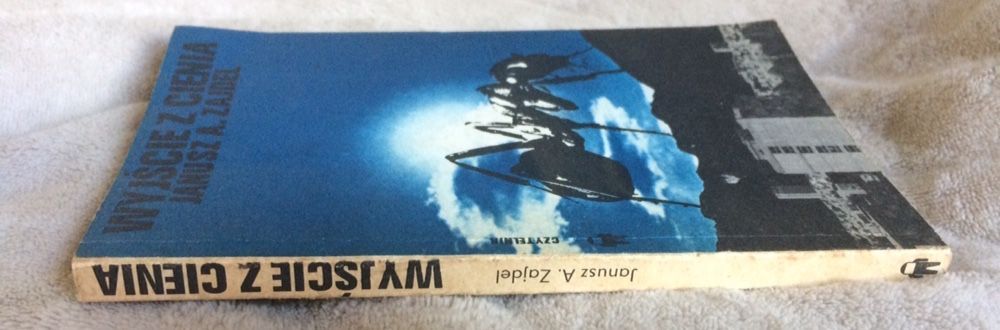 WYJŚCIE Z CIENIA
JANUSZ A. ZAJDEL
CZYTELNIK
Janusz A. Zajdel
WYJŚCIE Z CIENIA